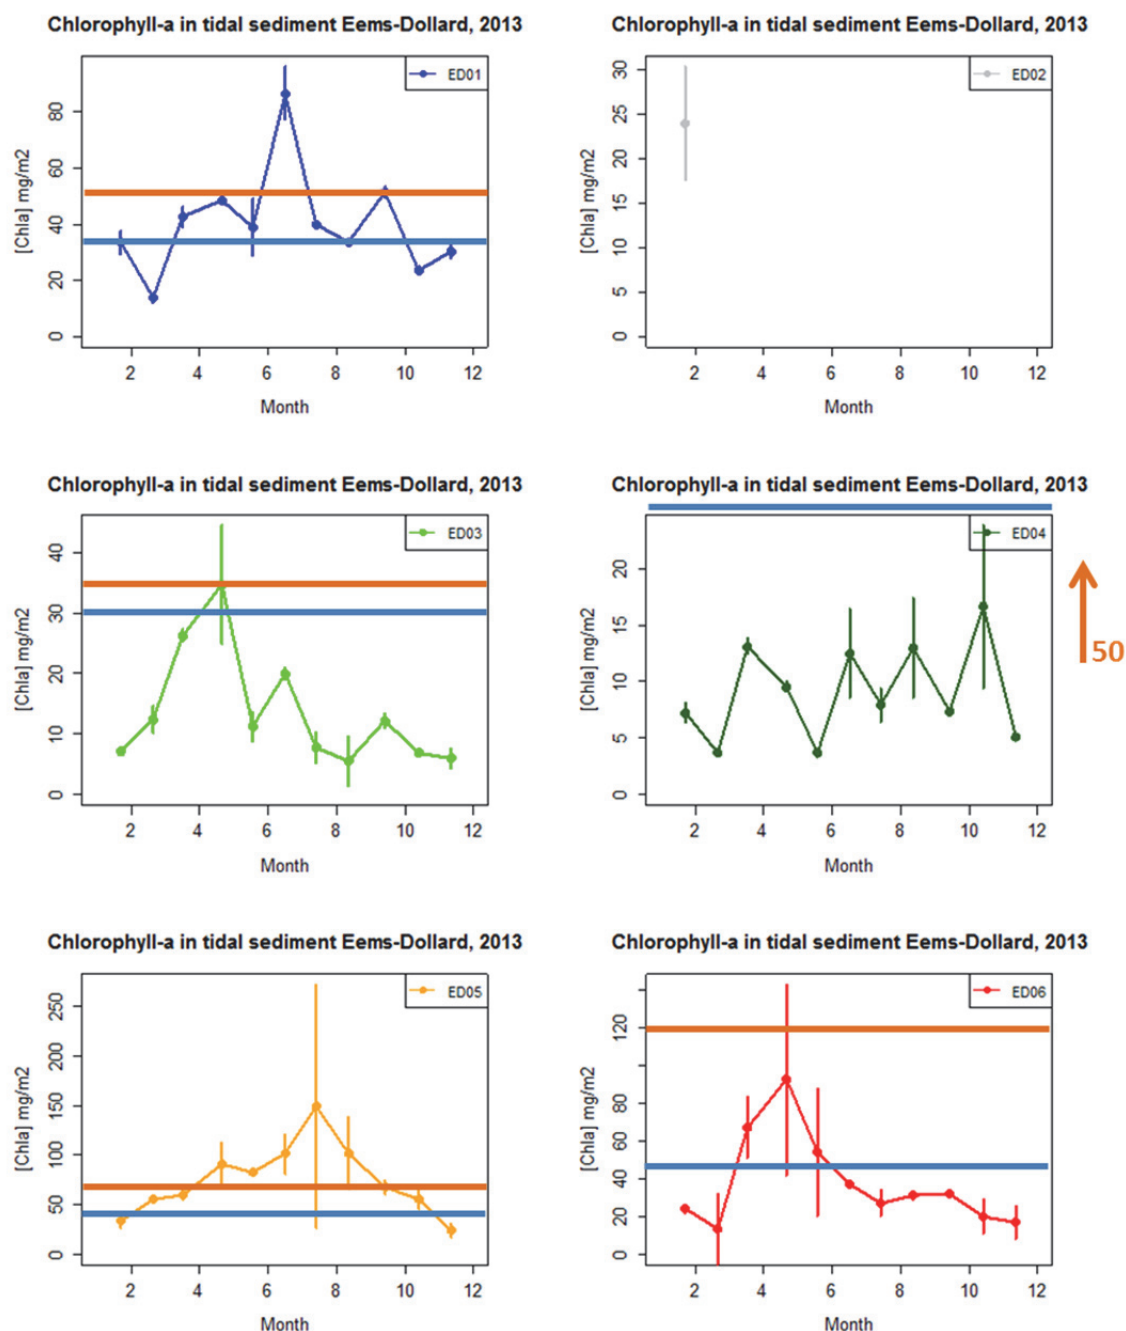 Chlorophyll-a in tidal sediment Eems-Dollard, 2013
ED01
[Chla] mg/m2
80
60
40
20
0
2 4 6 8 10 12
Month
Chlorophyll-a in tidal sediment Eems-Dollard, 2013
ED02
[Chla] mg/m2
30
25
20
15
10
5
0
2 4 6 8 10 12
Month
Chlorophyll-a in tidal sediment Eems-Dollard, 2013
ED03
[Chla] mg/m2
40
30
20
10
0
2 4 6 8 10 12
Month
Chlorophyll-a in tidal sediment Eems-Dollard, 2013
ED04
[Chla] mg/m2
20
15
10
5
0
2 4 6 8 10 12
Month
50
Chlorophyll-a in tidal sediment Eems-Dollard, 2013
ED05
[Chla] mg/m2
250
200
150
100
50
0
2 4 6 8 10 12
Month
Chlorophyll-a in tidal sediment Eems-Dollard, 2013
ED06
[Chla] mg/m2
120
80
60
40
20
0
2 4 6 8 10 12
Month